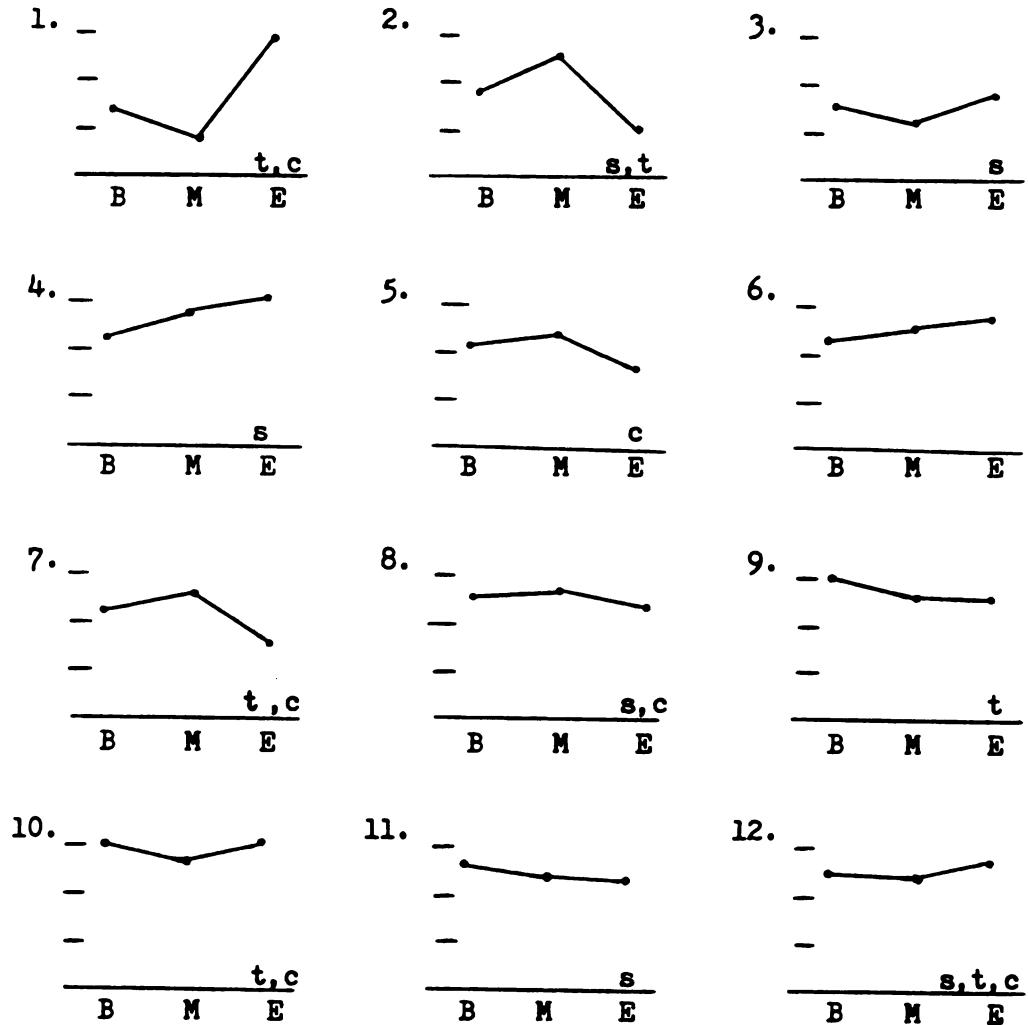 1. 2. 3.
t,c s,t s
B M E B M E B M E
4. 5. 6.
s c
B M E B M E B M E
7. 8. 9.
t,c s,c t
B M E B M E B M E
10. 11. 12.
t,c s s,t,c
B M E B M E B M E